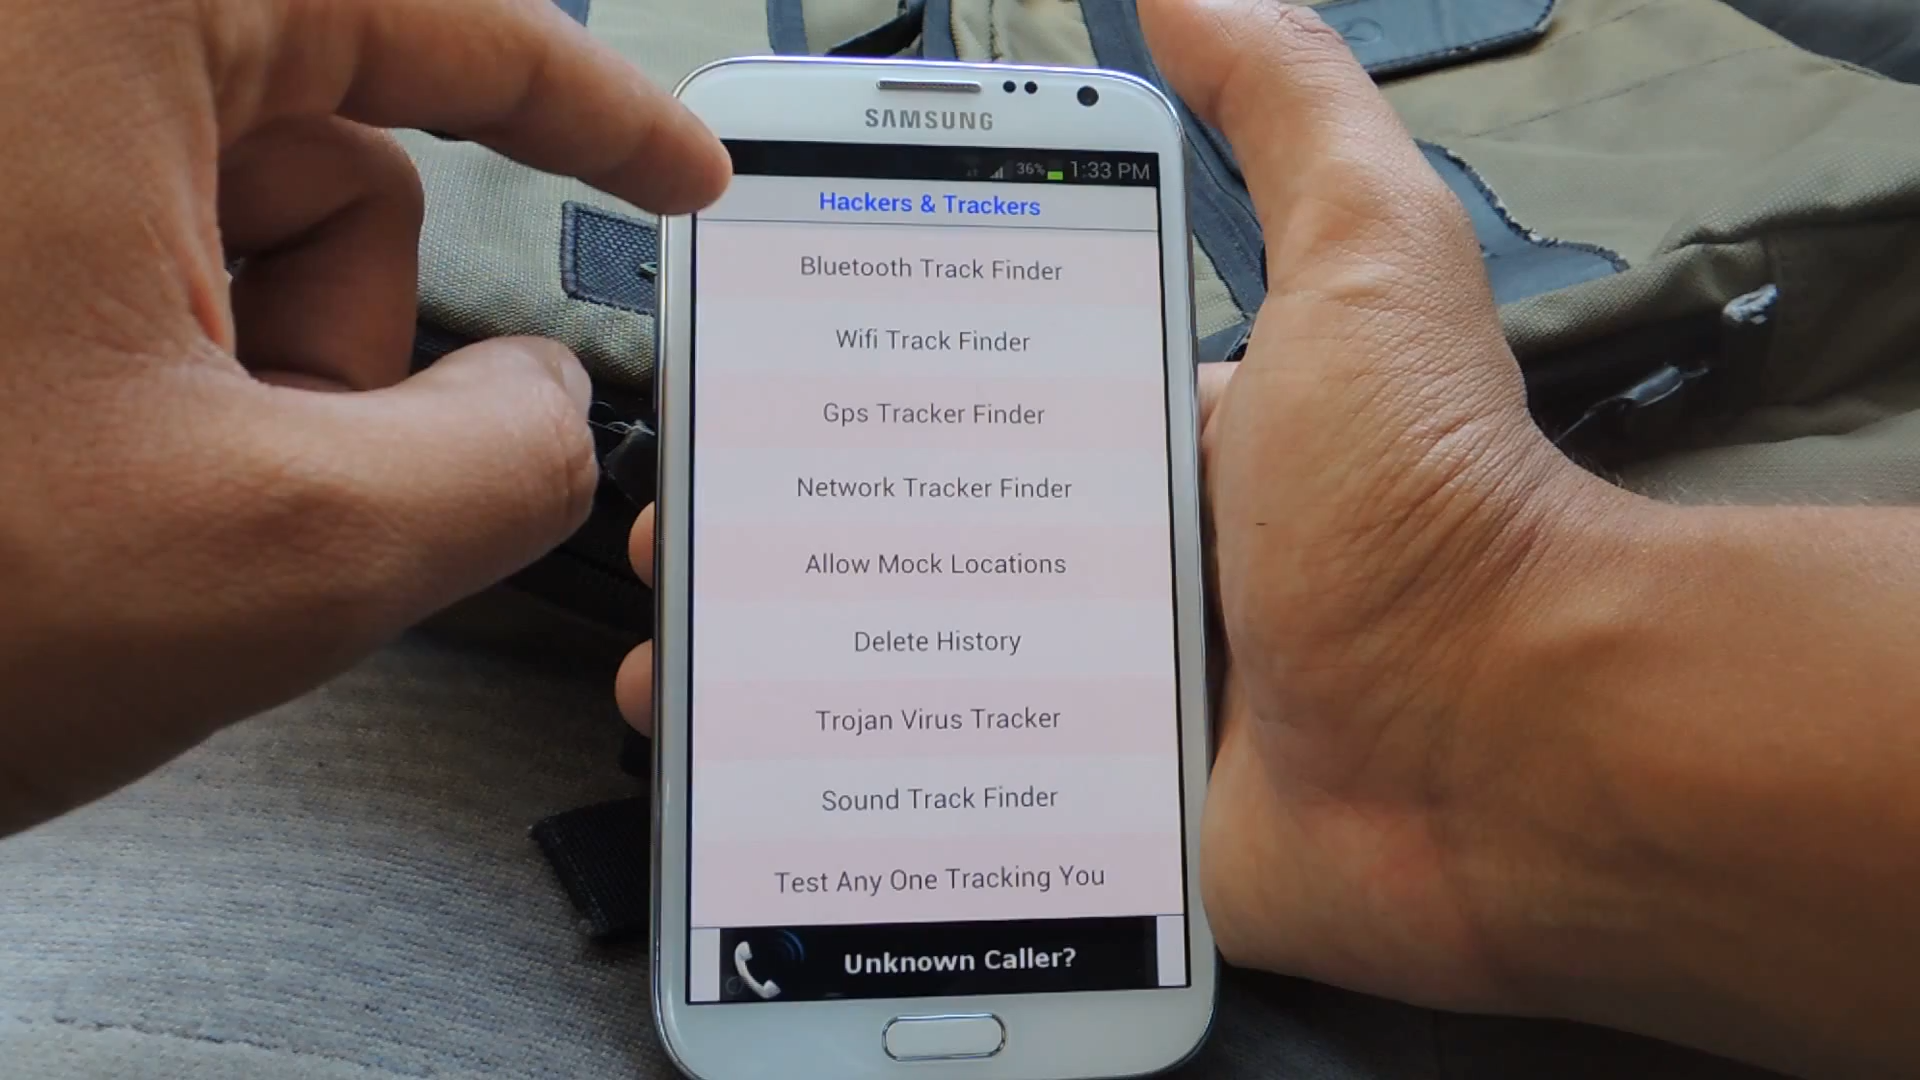 SAMSUNG
36% 1:33 PM
Hackers & Trackers
Bluetooth Track Finder
Wifi Track Finder
Gps Tracker Finder
Network Tracker Finder
Allow Mock Locations
Delete History
Trojan Virus Tracker
Sound Track Finder
Test Any One Tracking You
Unknown Caller?